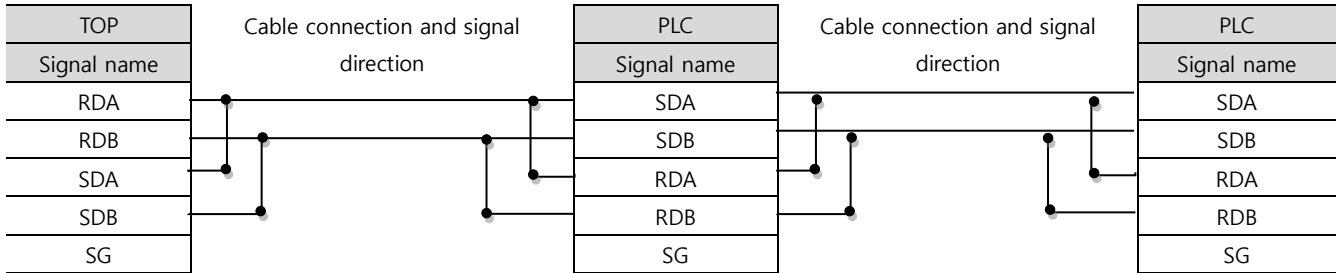 TOP Cable connection and signal direction PLC Cable connection and signal direction PLC
Signal name Signal name Signal name
RDA SDA SDA
RDB SDB SDB
SDA RDA RDA
SDB RDB RDB
SG SG SG